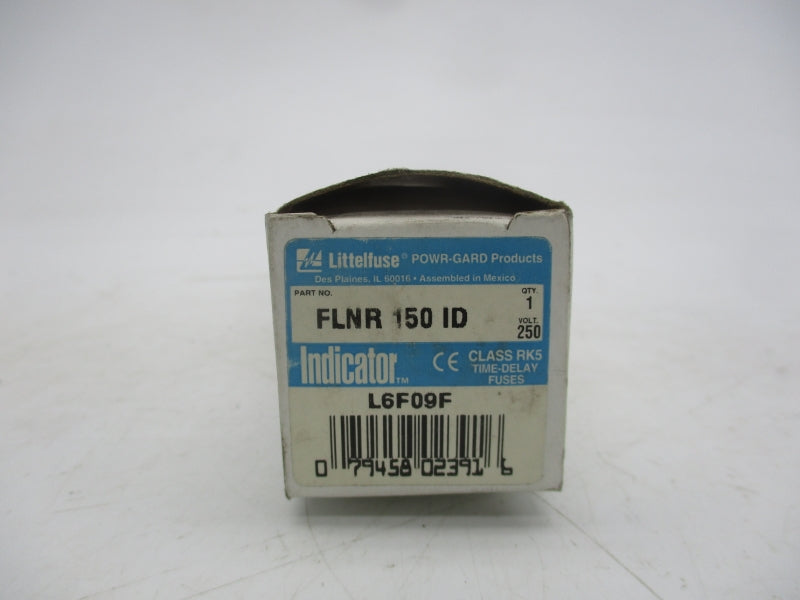 Littelfuse® POWR-GARD Products
Des Plaines, IL 60016 • Assembled in Mexico
PART NO.
FLNR 150 ID
QTY.
1
VOLT.
250
Indicator™
CE CLASS RK5
TIME-DELAY
FUSES
L6F09F
0 79458 02391 6